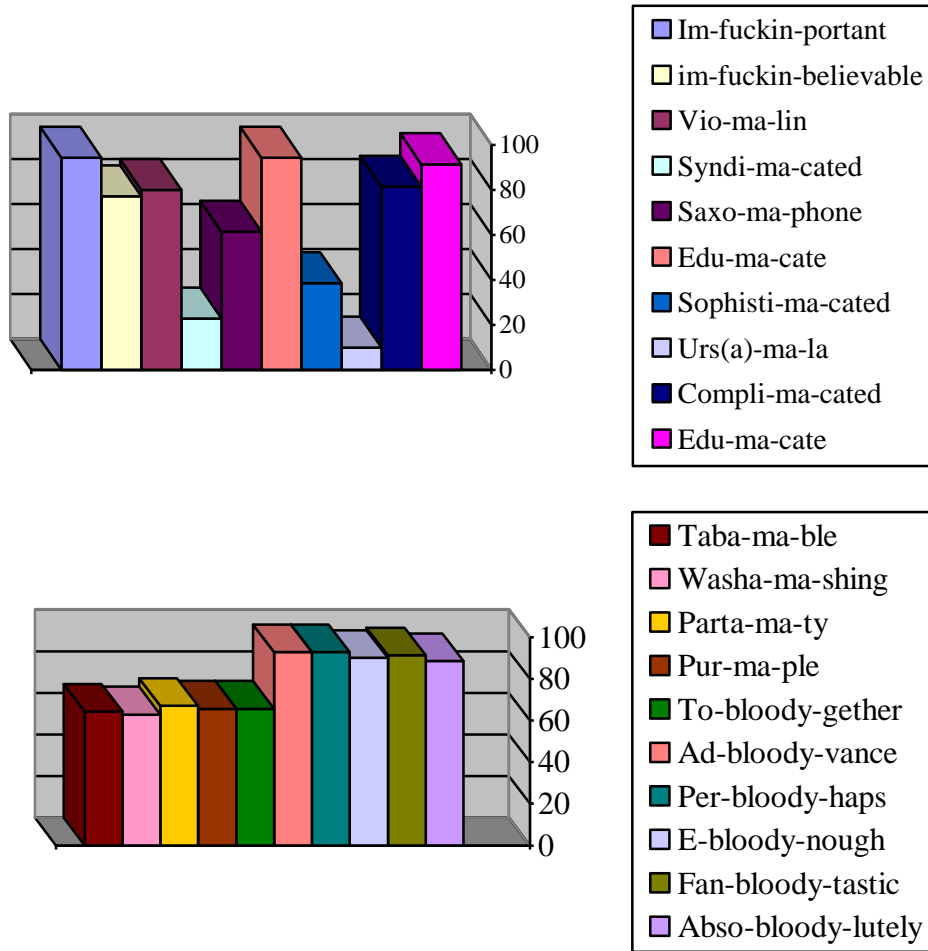 Im-fuckin-portant
im-fuckin-believable
Vio-ma-lin
Syndi-ma-cated
Saxo-ma-phone
Edu-ma-cate
Sophisti-ma-cated
Urs(a)-ma-la
Compli-ma-cated
Edu-ma-cate
100
80
60
40
20
0
Taba-ma-ble
Washa-ma-shing
Parta-ma-ty
Pur-ma-ple
To-bloody-gether
Ad-bloody-vance
Per-bloody-haps
E-bloody-nough
Fan-bloody-tastic
Abso-bloody-lutely
100
80
60
40
20
0